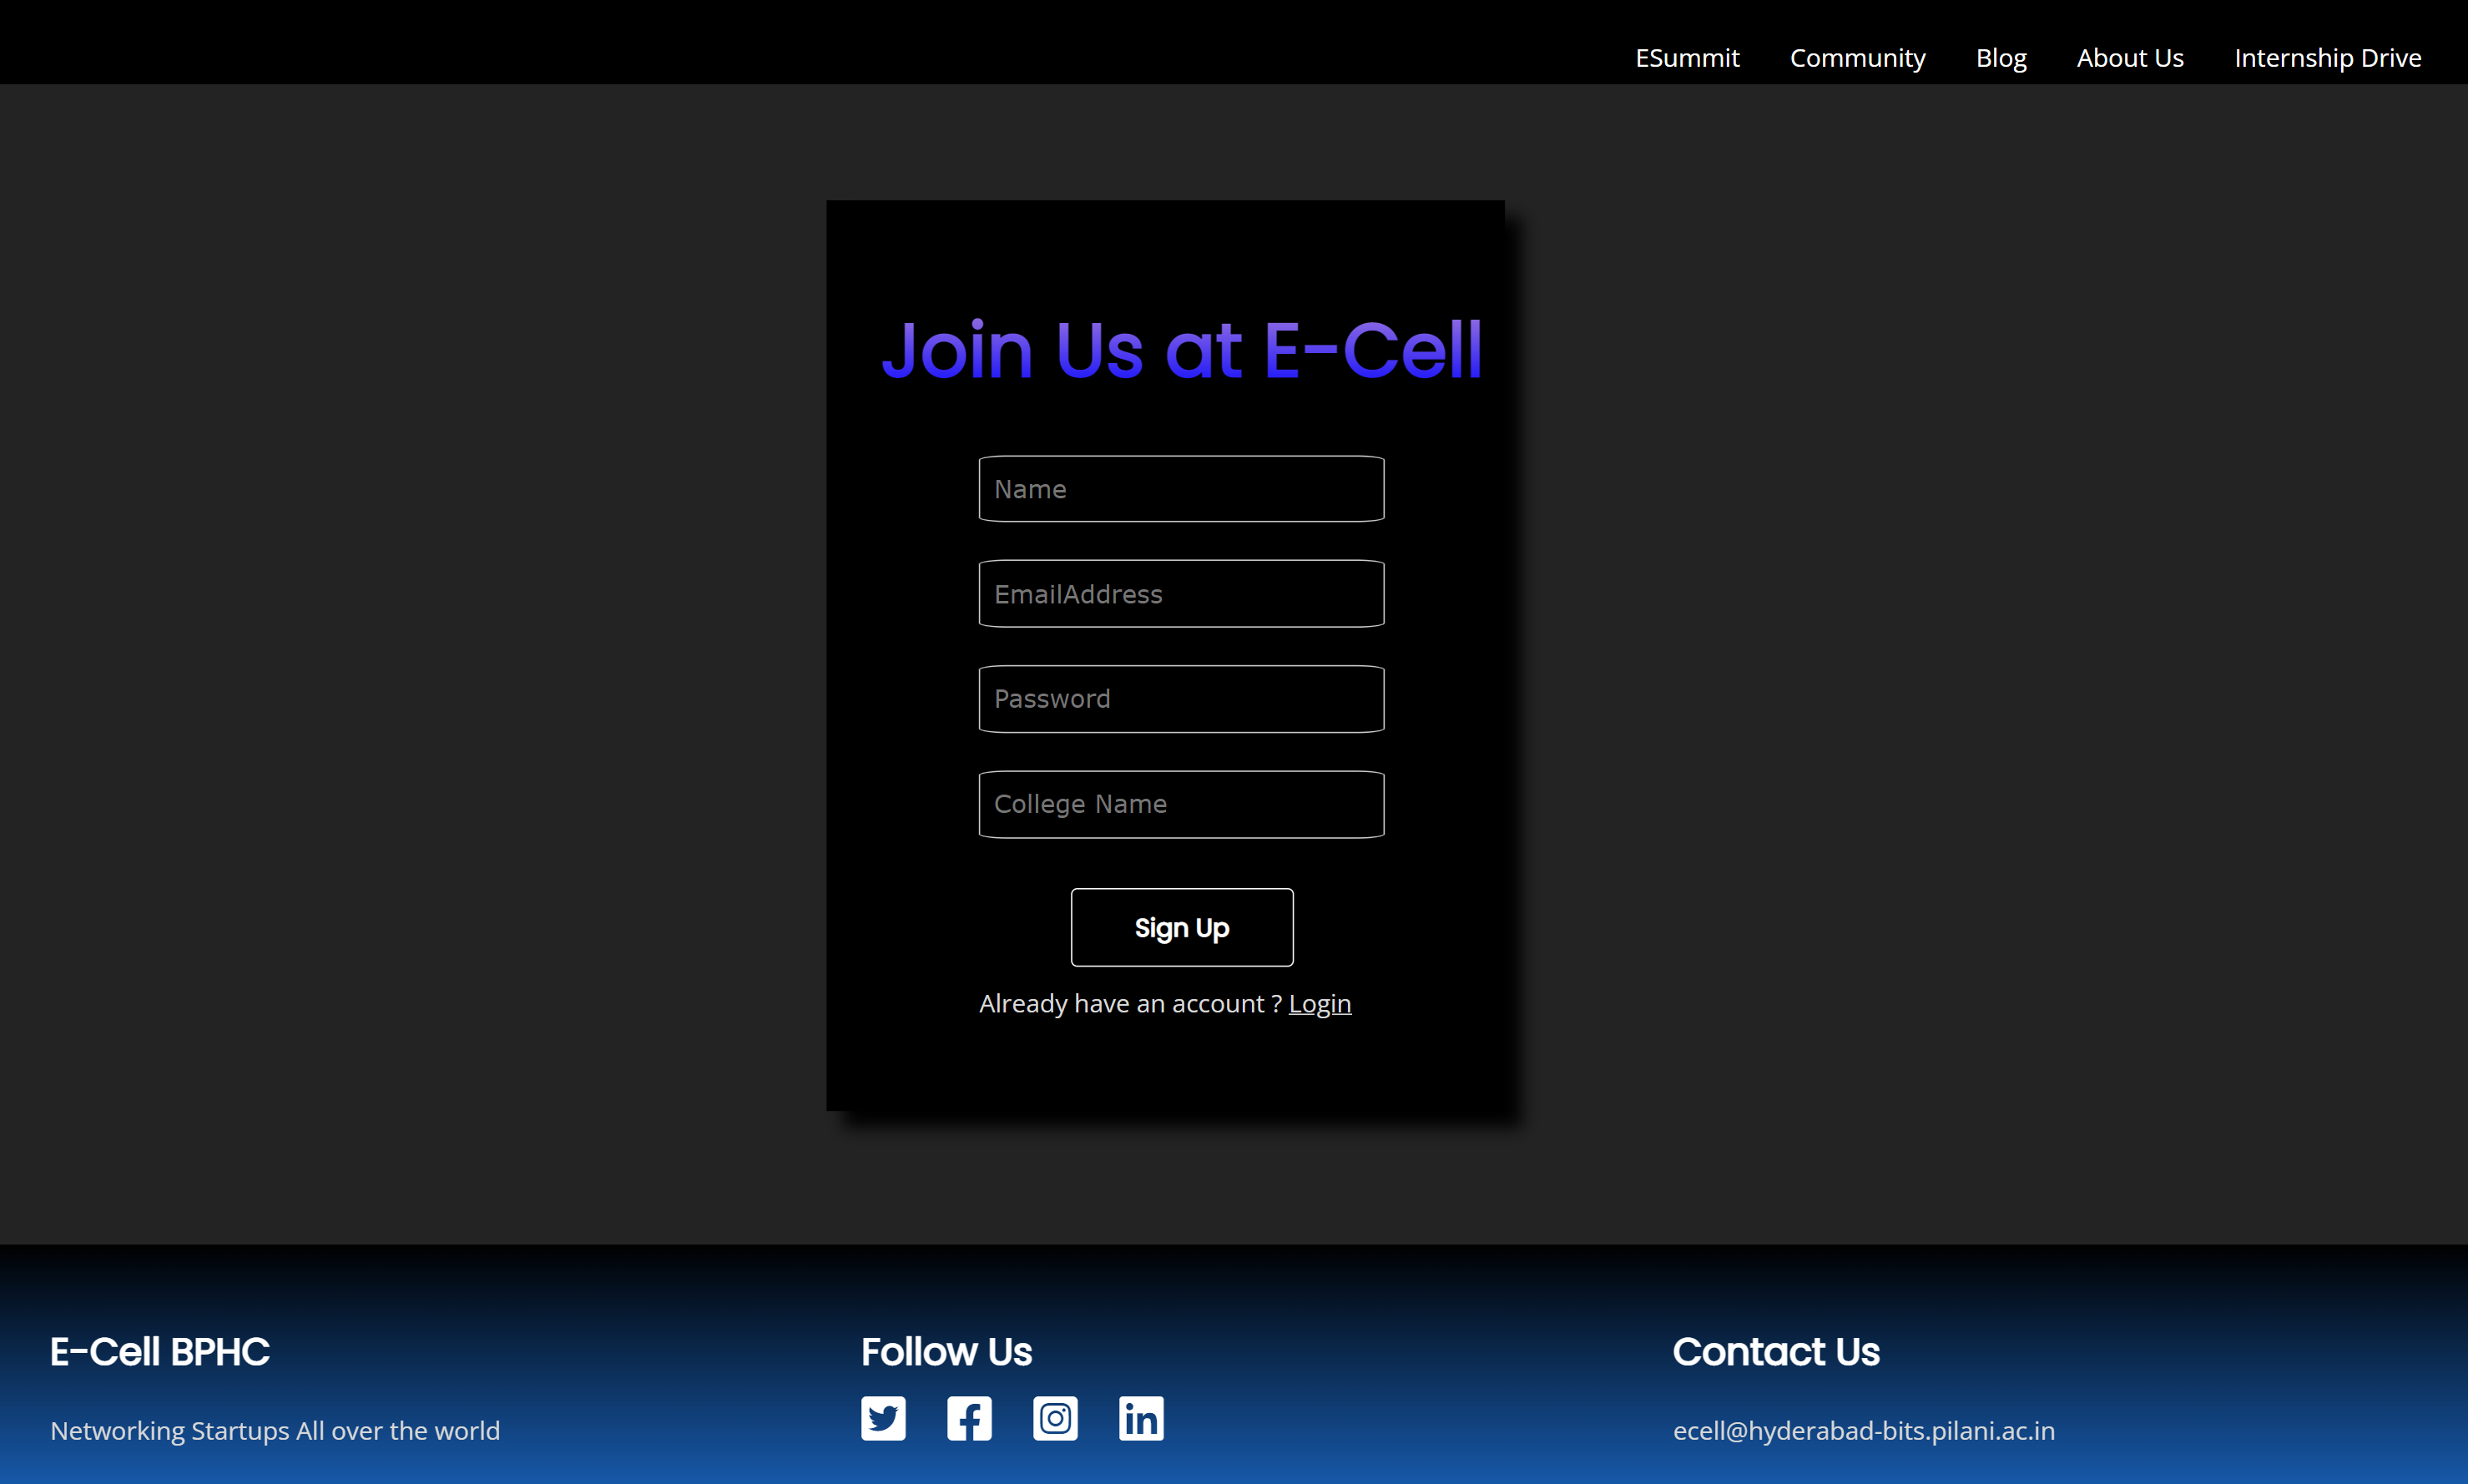 ESummit Community Blog About Us Internship Drive
Join Us at E-Cell
Name
EmailAddress
Password
College Name
Sign Up
Already have an account ? Login
E-Cell BPHC
Networking Startups All over the world
Follow Us
Contact Us
ecell@hyderabad-bits.pilani.ac.in